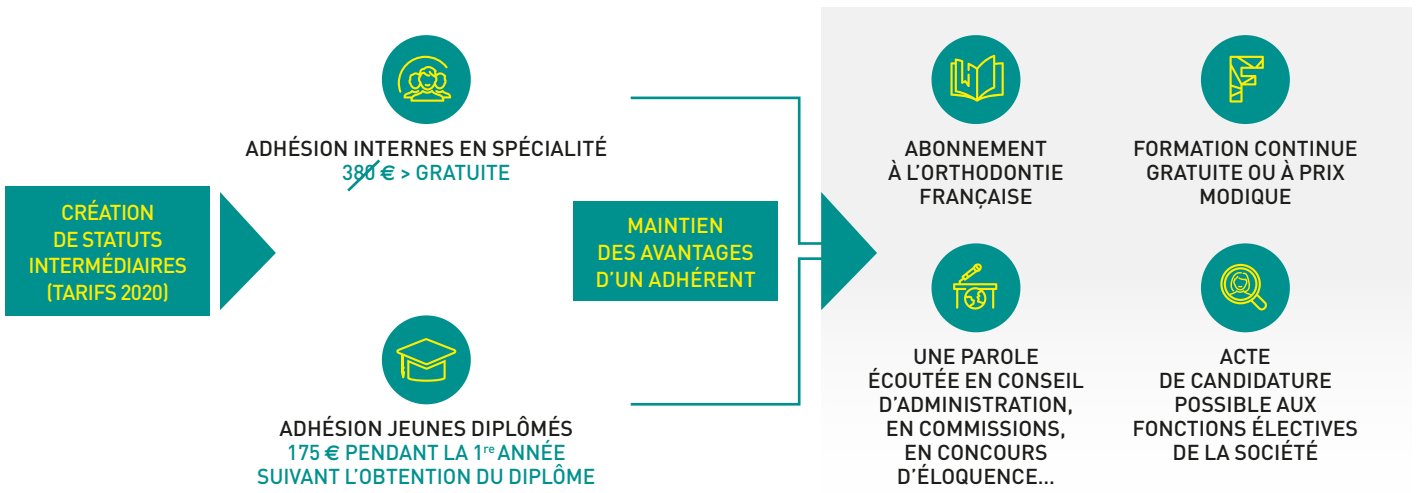 CRÉATION
DE STATUTS
INTERMÉDIAIRES
(TARIFS 2020)
ADHÉSION INTERNES EN SPÉCIALITÉ
380 € > GRATUITE
ADHÉSION JEUNES DIPLÔMÉS
175 € PENDANT LA 1re ANNÉE
SUIVANT L'OBTENTION DU DIPLÔME
MAINTIEN
DES AVANTAGES
D'UN ADHÉRENT
ABONNEMENT
À L'ORTHODONTIE
FRANÇAISE
F
FORMATION CONTINUE
GRATUITE OU À PRIX
MODIQUE
UNE PAROLE
ÉCOUTÉE EN CONSEIL
D'ADMINISTRATION,
EN COMMISSIONS,
EN CONCOURS
D'ÉLOQUENCE...
ACTE
DE CANDIDATURE
POSSIBLE AUX
FONCTIONS ÉLECTIVES
DE LA SOCIÉTÉ